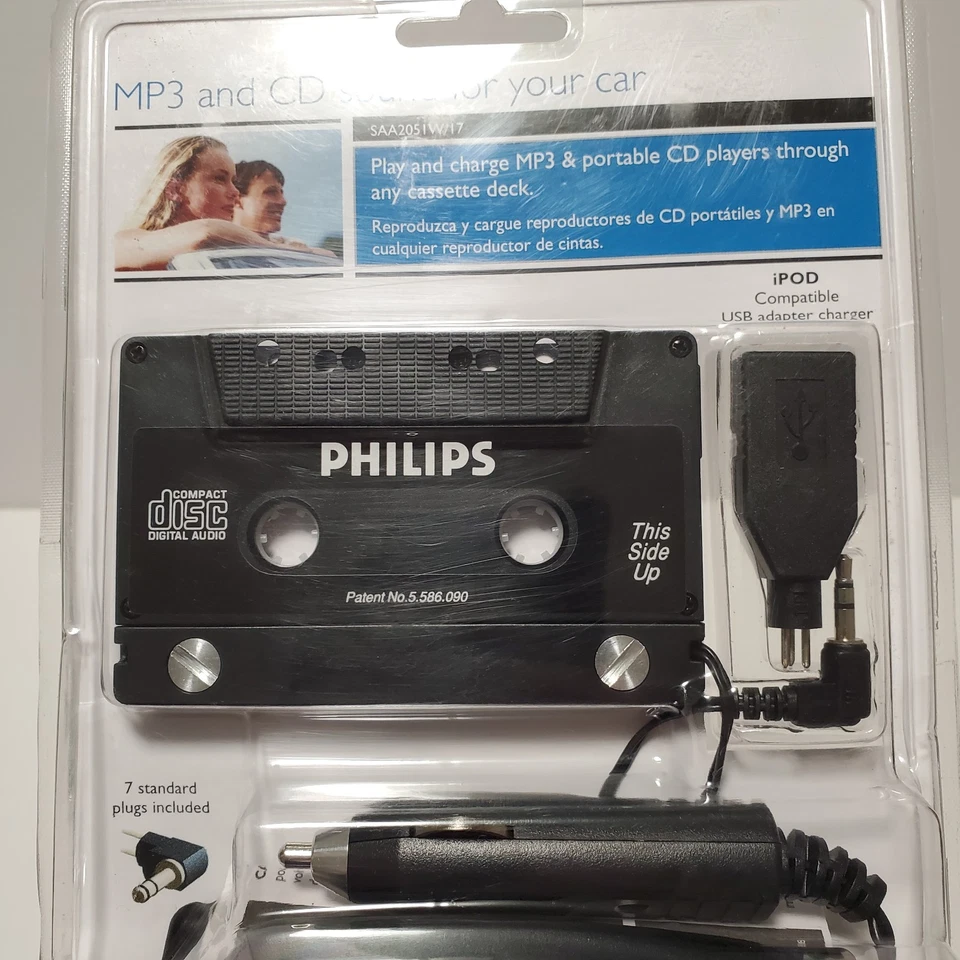 MP3 and CD sound for your car
SAA2051W/17
Play and charge MP3 & portable CD players through
any cassette deck.
Reproduzca y cargue reproductores de CD portátiles y MP3 en
cualquier reproductor de cintas.
iPOD
Compatible
USB adapter charger
PHILIPS
COMPACT
disc
DIGITAL AUDIO
This
Side
Up
Patent No.5.586.090
7 standard
plugs included